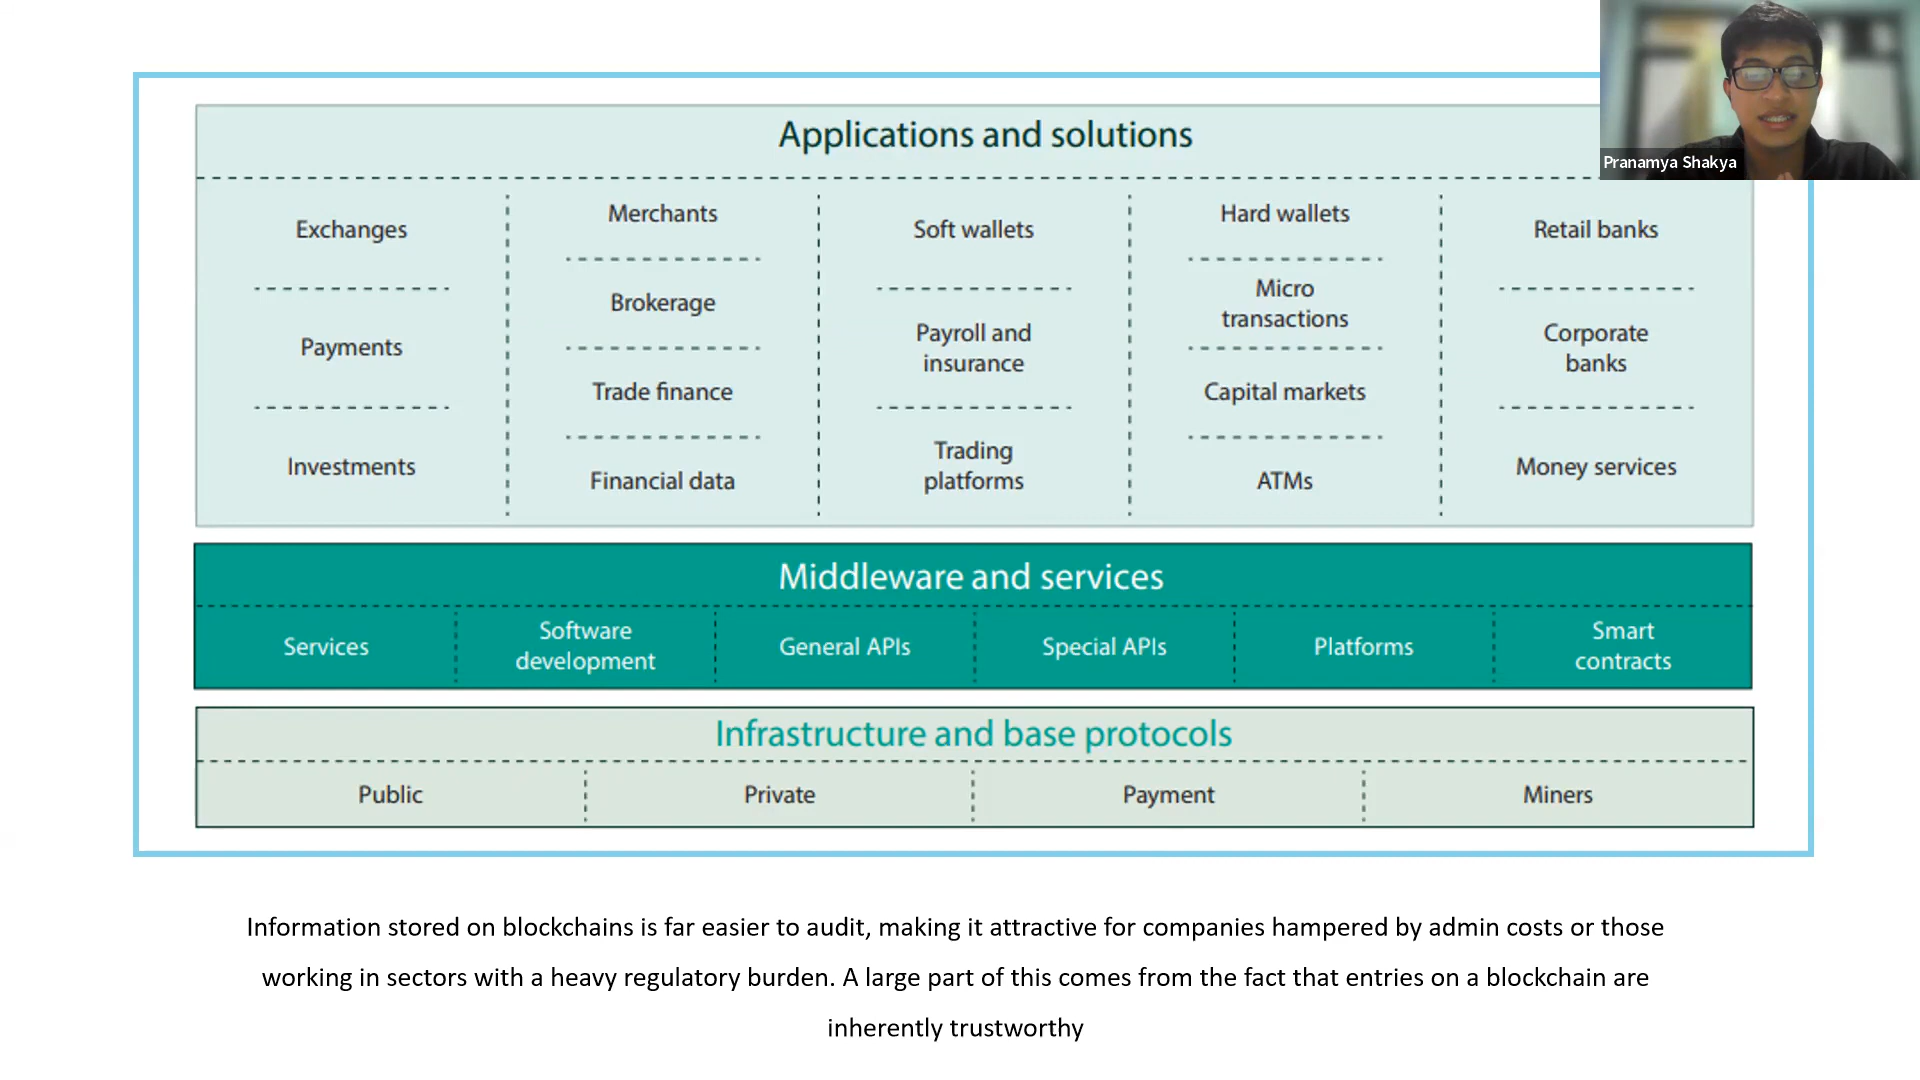 Pranamya Shakya
Applications and solutions
Exchanges
Payments
Investments
Merchants
Brokerage
Trade finance
Financial data
Soft wallets
Payroll and
insurance
Trading
platforms
Hard wallets
Micro
transactions
Capital markets
ATMs
Retail banks
Corporate
banks
Money services
Middleware and services
Services
Software
development
General APIs
Special APIs
Platforms
Smart
contracts
Infrastructure and base protocols
Public
Private
Payment
Miners
Information stored on blockchains is far easier to audit, making it attractive for companies hampered by admin costs or those
working in sectors with a heavy regulatory burden. A large part of this comes from the fact that entries on a blockchain are
inherently trustworthy